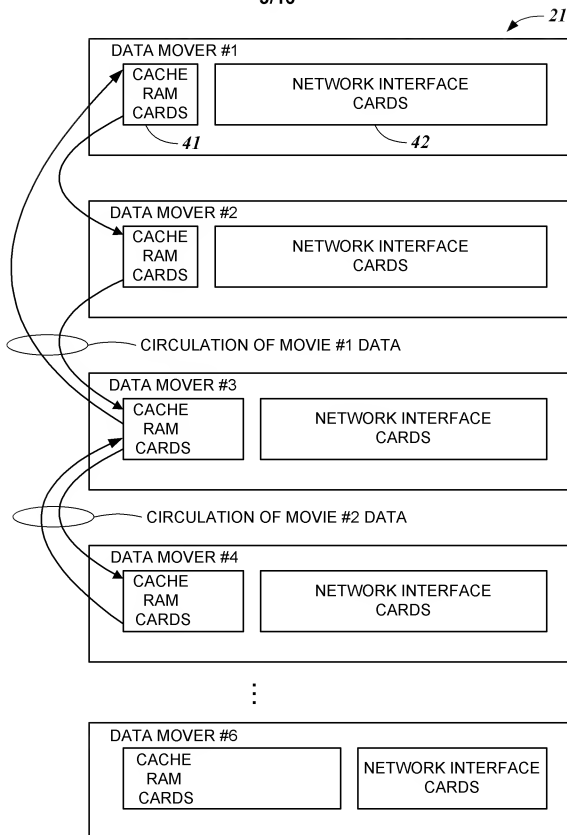 21
DATA MOVER #1
CACHE
RAM
CARDS
NETWORK INTERFACE
CARDS
41
42
DATA MOVER #2
CACHE
RAM
CARDS
NETWORK INTERFACE
CARDS
CIRCULATION OF MOVIE #1 DATA
DATA MOVER #3
CACHE
RAM
CARDS
NETWORK INTERFACE
CARDS
CIRCULATION OF MOVIE #2 DATA
DATA MOVER #4
CACHE
RAM
CARDS
NETWORK INTERFACE
CARDS
DATA MOVER #6
CACHE
RAM
CARDS
NETWORK INTERFACE
CARDS